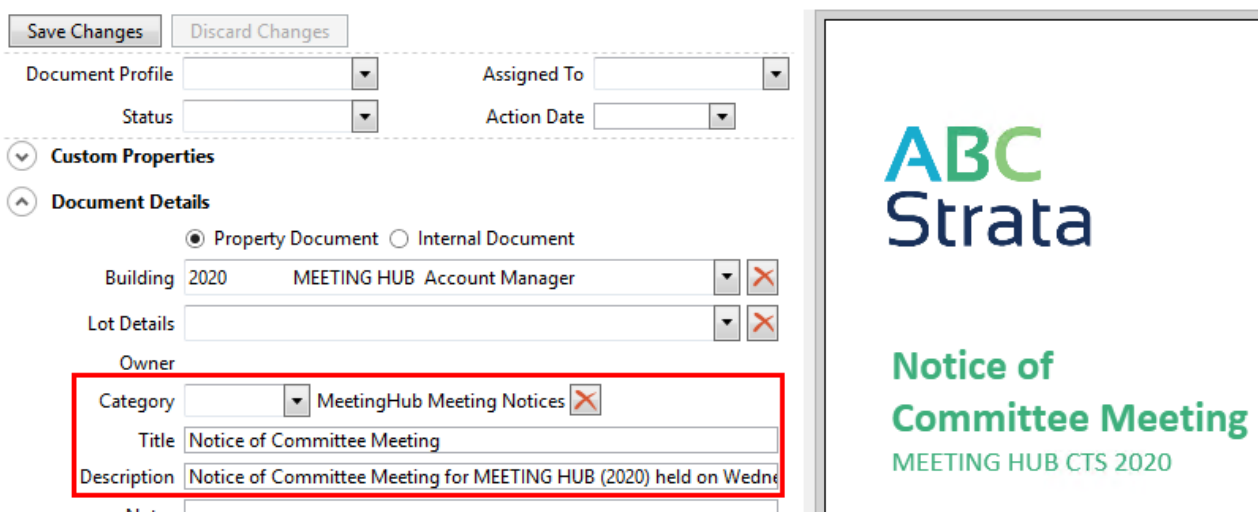 Save Changes Discard Changes
Document Profile Assigned To
Status Action Date
Custom Properties
Document Details
Property Document Internal Document
Building 2020 MEETING HUB Account Manager
Lot Details
Owner
Category MeetingHub Meeting Notices
Title Notice of Committee Meeting
Description Notice of Committee Meeting for MEETING HUB (2020) held on
ABC
Strata
Notice of
Committee Meeting
MEETING HUB CTS 2020